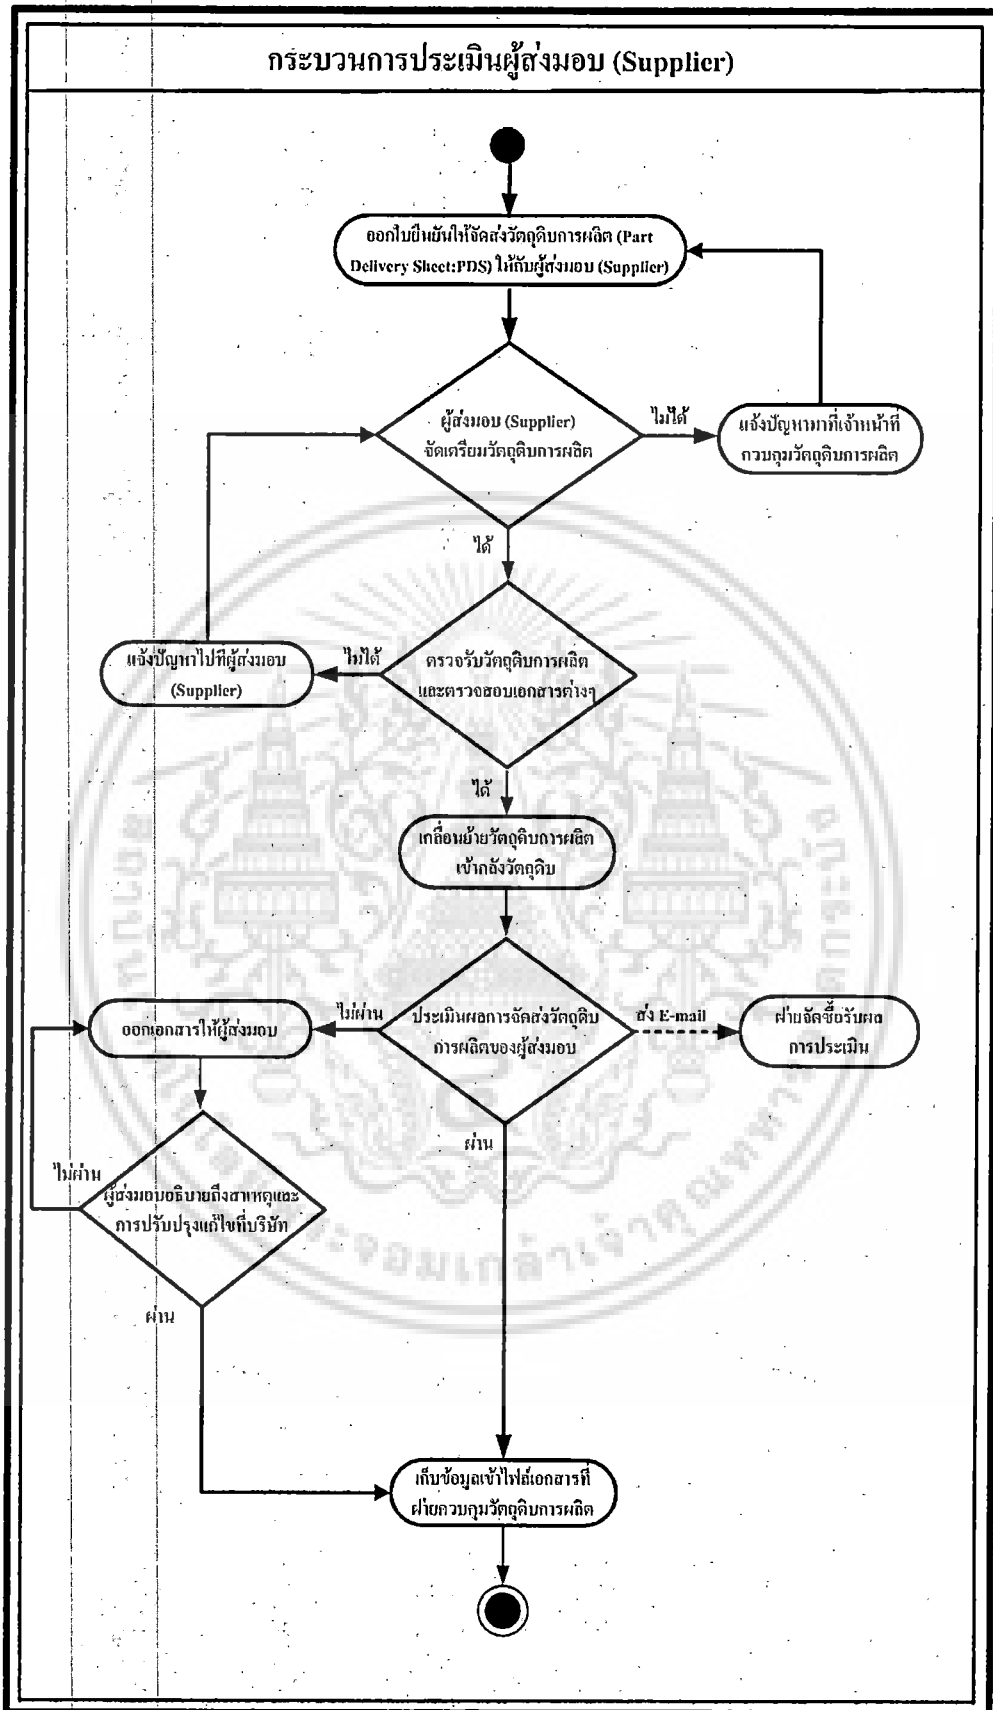 กระบวนการประเมินผู้ส่งมอบ (Supplier)
ออกใบยืนยันให้จัดส่งวัตถุดิบการผลิต (Part
Delivery Sheet:PDS) ให้กับผู้ส่งมอบ (Supplier)
ผู้ส่งมอบ (Supplier)
จัดเตรียมวัตถุดิบการผลิต
ไม่ได้
แจ้งปัญหามาที่เจ้าหน้าที่
ควบคุมวัตถุดิบการผลิต
ได้
แจ้งปัญหาไปที่ผู้ส่งมอบ
(Supplier)
ไม่ได้
ตรวจรับวัตถุดิบการผลิต
และตรวจสอบเอกสารต่างๆ
ได้
เคลื่อนย้ายวัตถุดิบการผลิต
เข้าคลังวัตถุดิบ
ออกเอกสารให้ผู้ส่งมอบ
ไม่ผ่าน
ประเมินผลการจัดส่งวัตถุดิบ
การผลิตของผู้ส่งมอบ
ส่ง E-mail
ฝ่ายจัดซื้อรับผล
การประเมิน
ผ่าน
ไม่ผ่าน
ผู้ส่งมอบอธิบายถึงสาเหตุและ
การปรับปรุงแก้ไขที่บริษัท
ผ่าน
เก็บข้อมูลเข้าไฟล์เอกสารที่
ฝ่ายควบคุมวัตถุดิบการผลิต